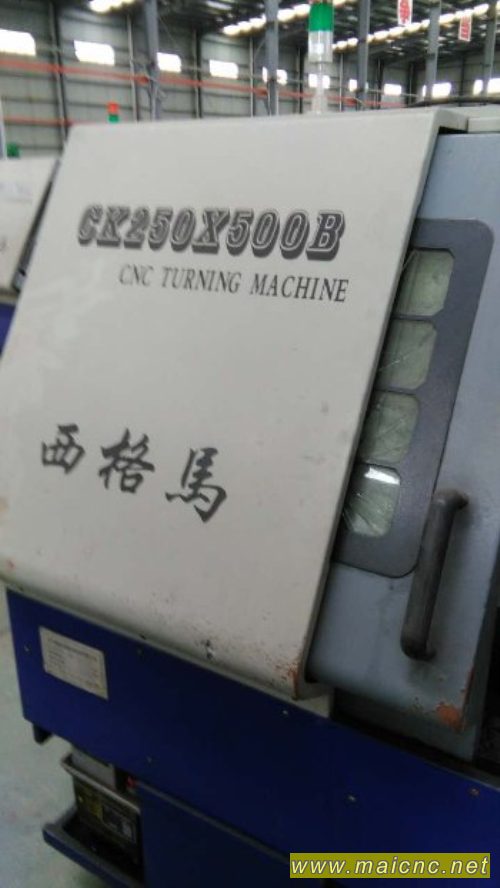 CK250X500B
CNC TURNING MACHINE
西格馬
www.maicnc.net